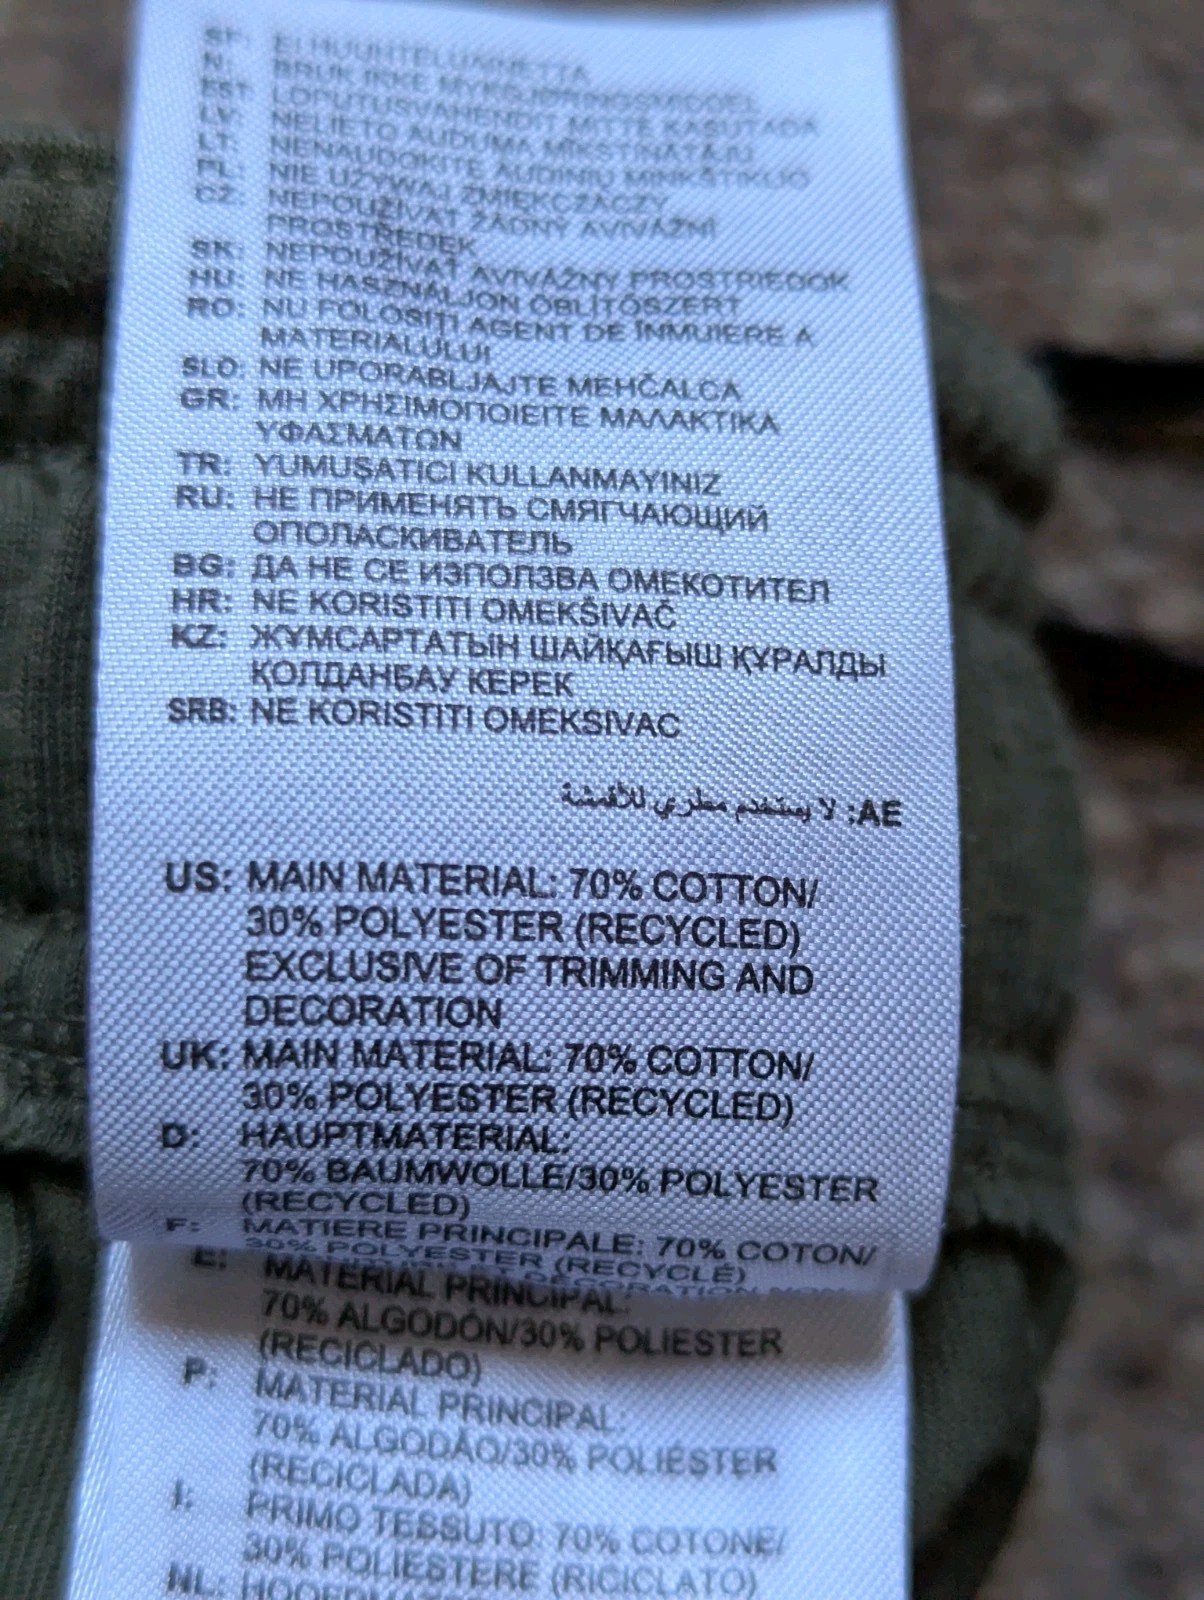 SF: EI HUUHTELUAINETTA
N: BRUK IKKE MYKGJØRINGSMIDDEL
EST: LOPUTUSVAHENDIT MITTE KASUTADA
LV: NELIETO AUDUMA MĪKSTINĀTĀJU
LT: NENAUDOKITE AUDINIŲ MINKŠTIKLIO
PL: NIE UŻYWAJ ZMIĘKCZACZY
CZ: NEPOUŽÍVAT ŽÁDNÝ AVIVÁŽNÍ
PROSTŘEDEK
SK: NEPOUŽÍVAŤ AVIVÁŽNY PROSTRIEDOK
HU: NE HASZNÁLJON ÖBLÍTŐSZERT
RO: NU FOLOSIŢI AGENT DE ÎNMUIERE A
MATERIALULUI
SLO: NE UPORABLJAJTE MEHČALCA
GR: ΜΗ ΧΡΗΣΙΜΟΠΟΙΕΙΤΕ ΜΑΛΑΚΤΙΚΑ
ΥΦΑΣΜΑΤΩΝ
TR: YUMUŞATICI KULLANMAYINIZ
RU: НЕ ПРИМЕНЯТЬ СМЯГЧАЮЩИЙ
ОПОЛАСКИВАТЕЛЬ
BG: ДА НЕ СЕ ИЗПОЛЗВА ОМЕКОТИТЕЛ
HR: NE KORISTITI OMEKŠIVAČ
KZ: ЖҰМСАРТАТЫН ШАЙҚАҒЫШ ҚҰРАЛДЫ
ҚОЛДАНБАУ КЕРЕК
SRB: NE KORISTITI OMEKSIVAC
AE: لا يستخدم مطري للأقمشة
US: MAIN MATERIAL: 70% COTTON/
30% POLYESTER (RECYCLED)
EXCLUSIVE OF TRIMMING AND
DECORATION
UK: MAIN MATERIAL: 70% COTTON/
30% POLYESTER (RECYCLED)
D: HAUPTMATERIAL:
70% BAUMWOLLE/30% POLYESTER
(RECYCLED)
F: MATIERE PRINCIPALE: 70% COTON/
30% POLYESTER (RECYCLÉ)
E: MATERIAL PRINCIPAL:
70% ALGODÓN/30% POLIESTER
(RECICLADO)
P: MATERIAL PRINCIPAL:
70% ALGODÃO/30% POLIÉSTER
(RECICLADA)
I: PRIMO TESSUTO: 70% COTONE/
30% POLIESTERE (RICICLATO)
NL: